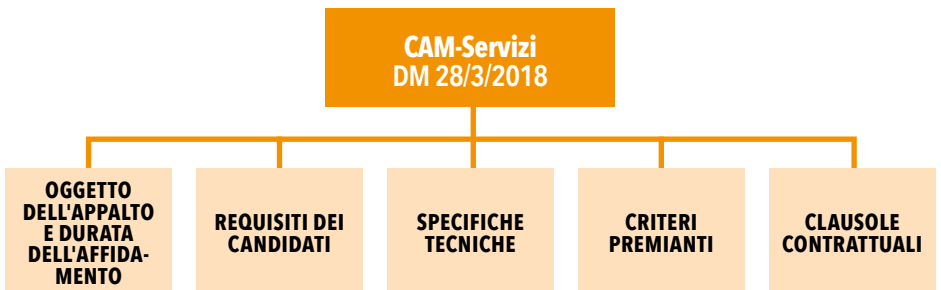 CAM-Servizi
DM 28/3/2018
OGGETTO
DELL'APPALTO
E DURATA
DELL'AFFIDA-
MENTO
REQUISITI DEI
CANDIDATI
SPECIFICHE
TECNICHE
CRITERI
PREMIANTI
CLAUSOLE
CONTRATTUALI